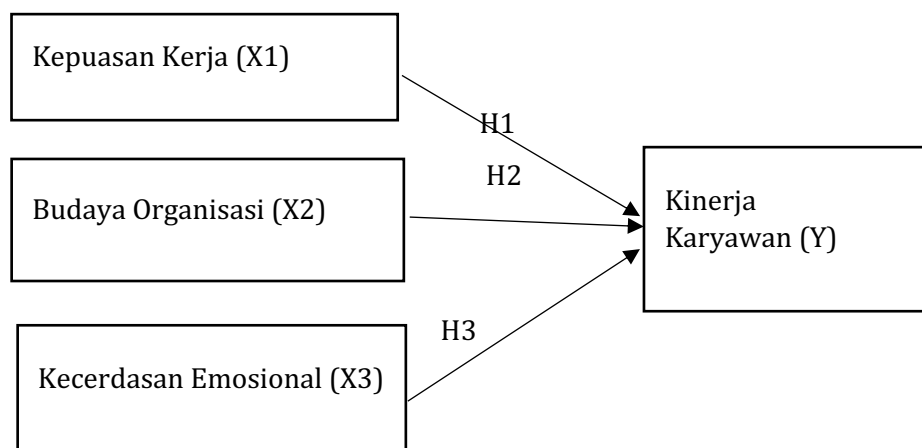 Kepuasan Kerja (X1)
H1
H2
Budaya Organisasi (X2)
Kinerja
Karyawan (Y)
H3
Kecerdasan Emosional (X3)